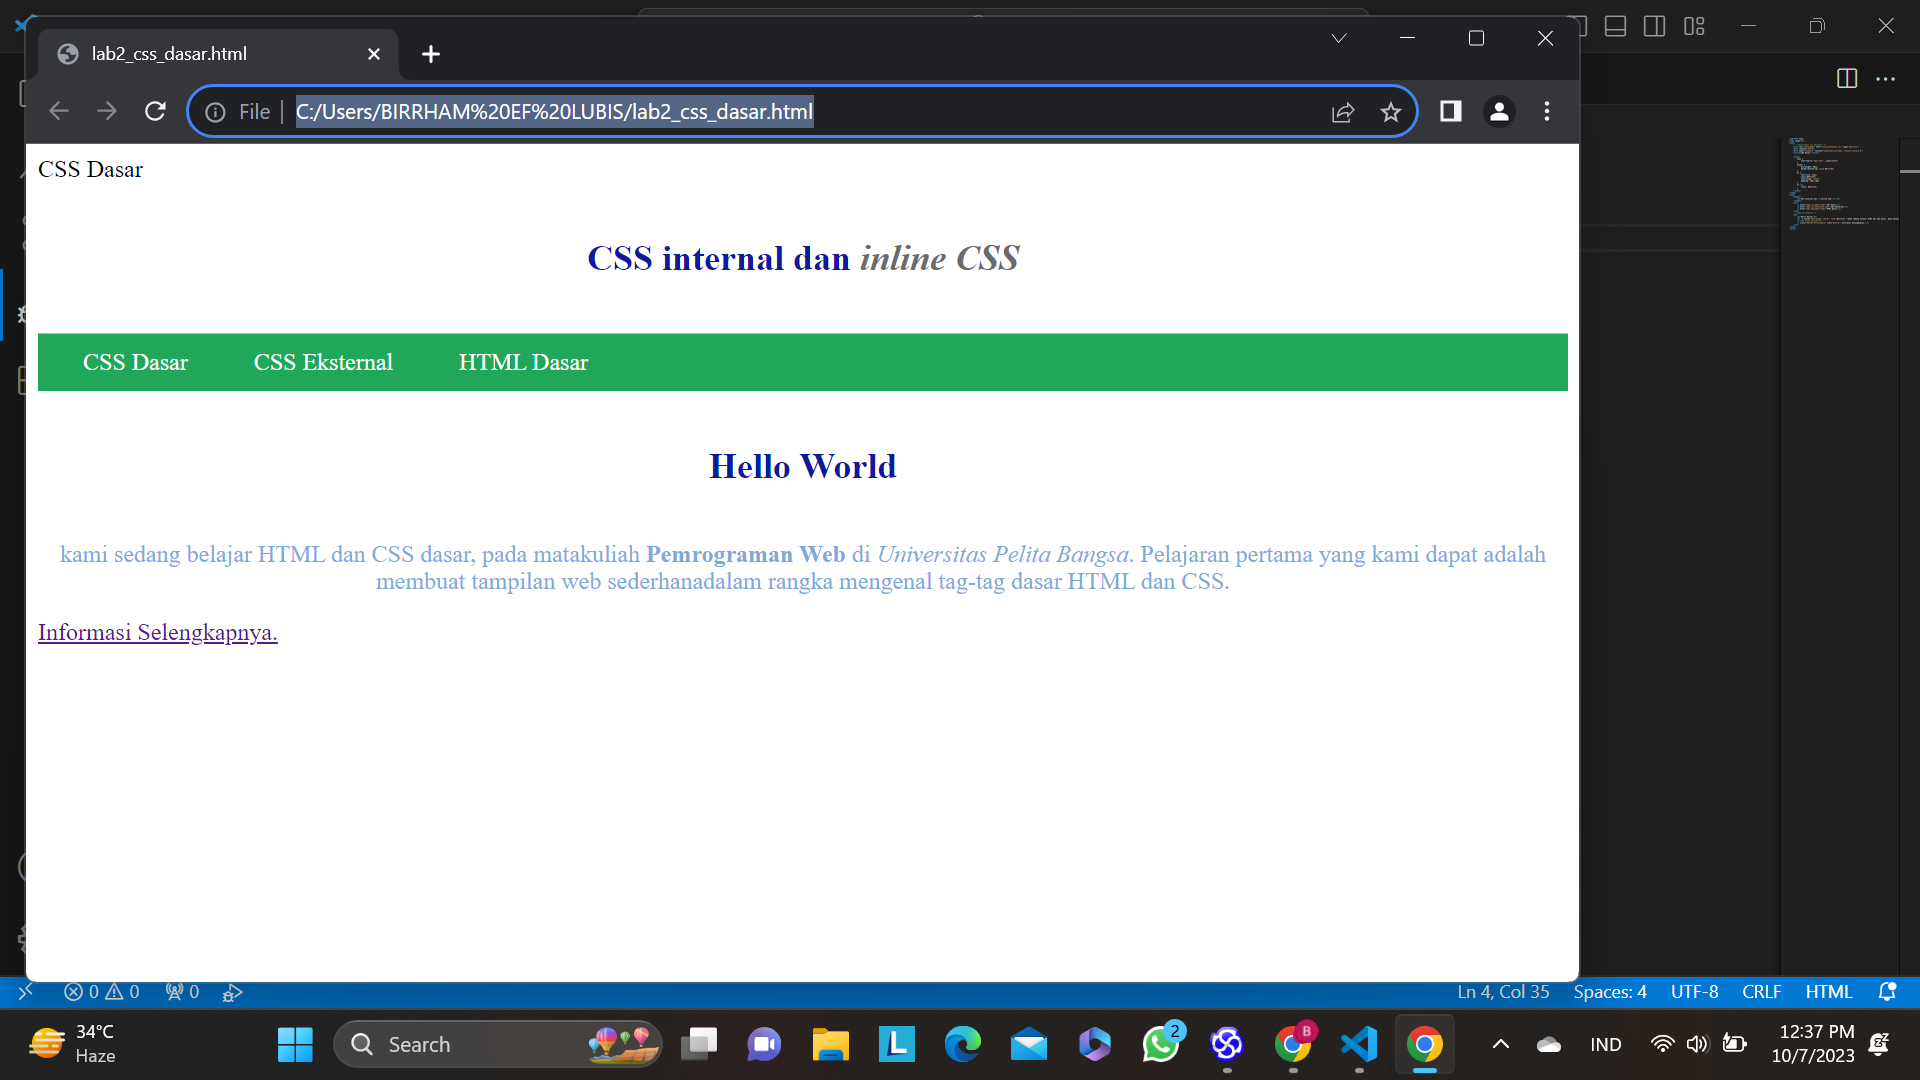 lab2_css_dasar.html
File
C:/Users/BIRRHAM%20EF%20LUBIS/lab2_css_dasar.html
CSS Dasar
CSS internal dan inline CSS
CSS Dasar CSS Eksternal HTML Dasar
Hello World
kami sedang belajar HTML dan CSS dasar, pada matakuliah Pemrograman Web di Universitas Pelita Bangsa. Pelajaran pertama yang kami dapat adalah
membuat tampilan web sederhanadalam rangka mengenal tag-tag dasar HTML dan CSS.
Informasi Selengkapnya.
0 0 0 Ln 4, Col 35 Spaces: 4 UTF-8 CRLF HTML
34°C
Haze
Search
L
2
B
IND
12:37 PM
10/7/2023